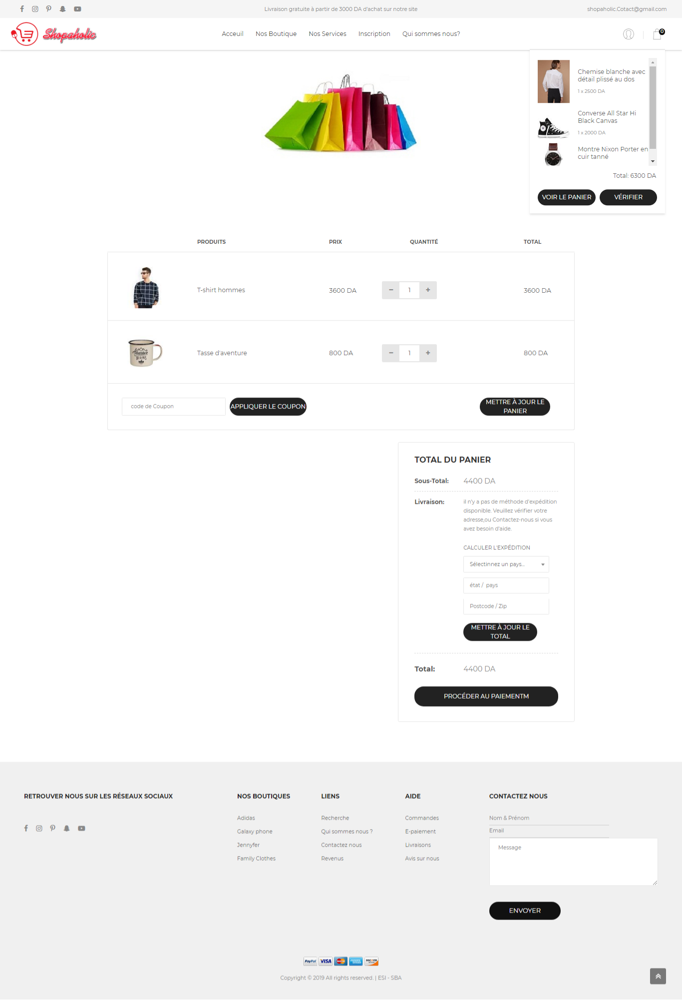 Livraison gratuite à partir de 3000 DA d'achat sur notre site
shopaholic.Cotact@gmail.com
Shopaholic
Acceuil
Nos Boutique
Nos Services
Inscription
Qui sommes nous?
0
Chemise blanche avec
détail plissé au dos
1 x 2500 DA
Converse All Star Hi
Black Canvas
1 x 2000 DA
Montre Nixon Porter en
cuir tanné
Total: 6300 DA
VOIR LE PANIER
VÉRIFIER
PRODUITS
PRIX
QUANTITÉ
TOTAL
T-shirt hommes
3600 DA
− 1 +
3600 DA
Adventure
BEGINS
Tasse d'aventure
800 DA
− 1 +
800 DA
code de Coupon
APPLIQUER LE COUPON
METTRE À JOUR LE
PANIER
TOTAL DU PANIER
Sous-Total:
4400 DA
Livraison:
il n'y a pas de méthode d'expédition
disponible. Veuillez vérifier votre
adresse,ou Contactez-nous si vous
avez besoin d'aide.
CALCULER L'EXPÉDITION
Sélectinnez un pays...
état /  pays
Postcode / Zip
METTRE À JOUR LE
TOTAL
Total:
4400 DA
PROCÉDER AU PAIEMENTM
RETROUVER NOUS SUR LES RÉSEAUX SOCIAUX
NOS BOUTIQUES
Adidas
Galaxy phone
Jennyfer
Family Clothes
LIENS
Recherche
Qui sommes nous ?
Contactez nous
Revenus
AIDE
Commandes
E-paiement
Livraisons
Avis sur nous
CONTACTEZ NOUS
Nom & Prénom
Email
Message
ENVOYER
PayPal
VISA
DISCOVER
Copyright © 2019 All rights reserved. | ESI - SBA